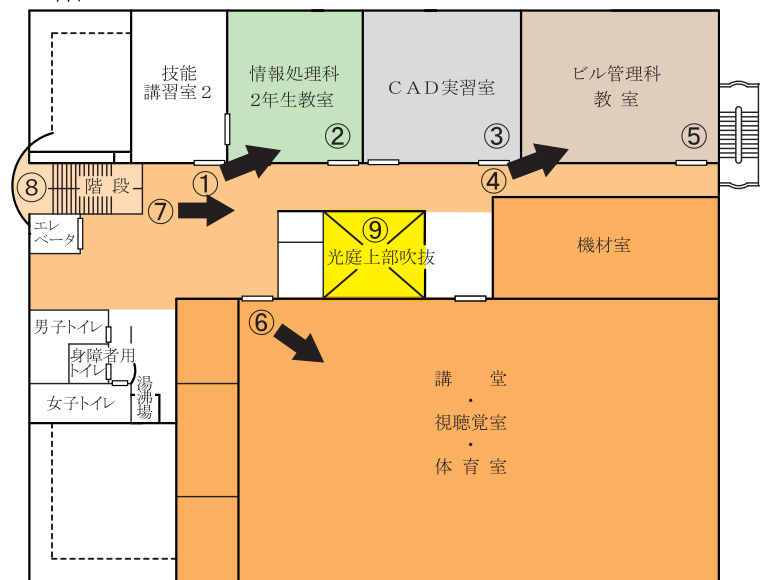 技能
講習室２
情報処理科
２年生教室
ＣＡＤ実習室
ビル管理科
教 室
②
③
⑤
①
④
⑧
階 段
⑦
エレ
ベータ
⑨
光庭上部吹抜
機材室
⑥
男子トイレ
身障者用
トイレ
女子トイレ
湯沸場
講 堂
・
視聴覚室
・
体 育 室